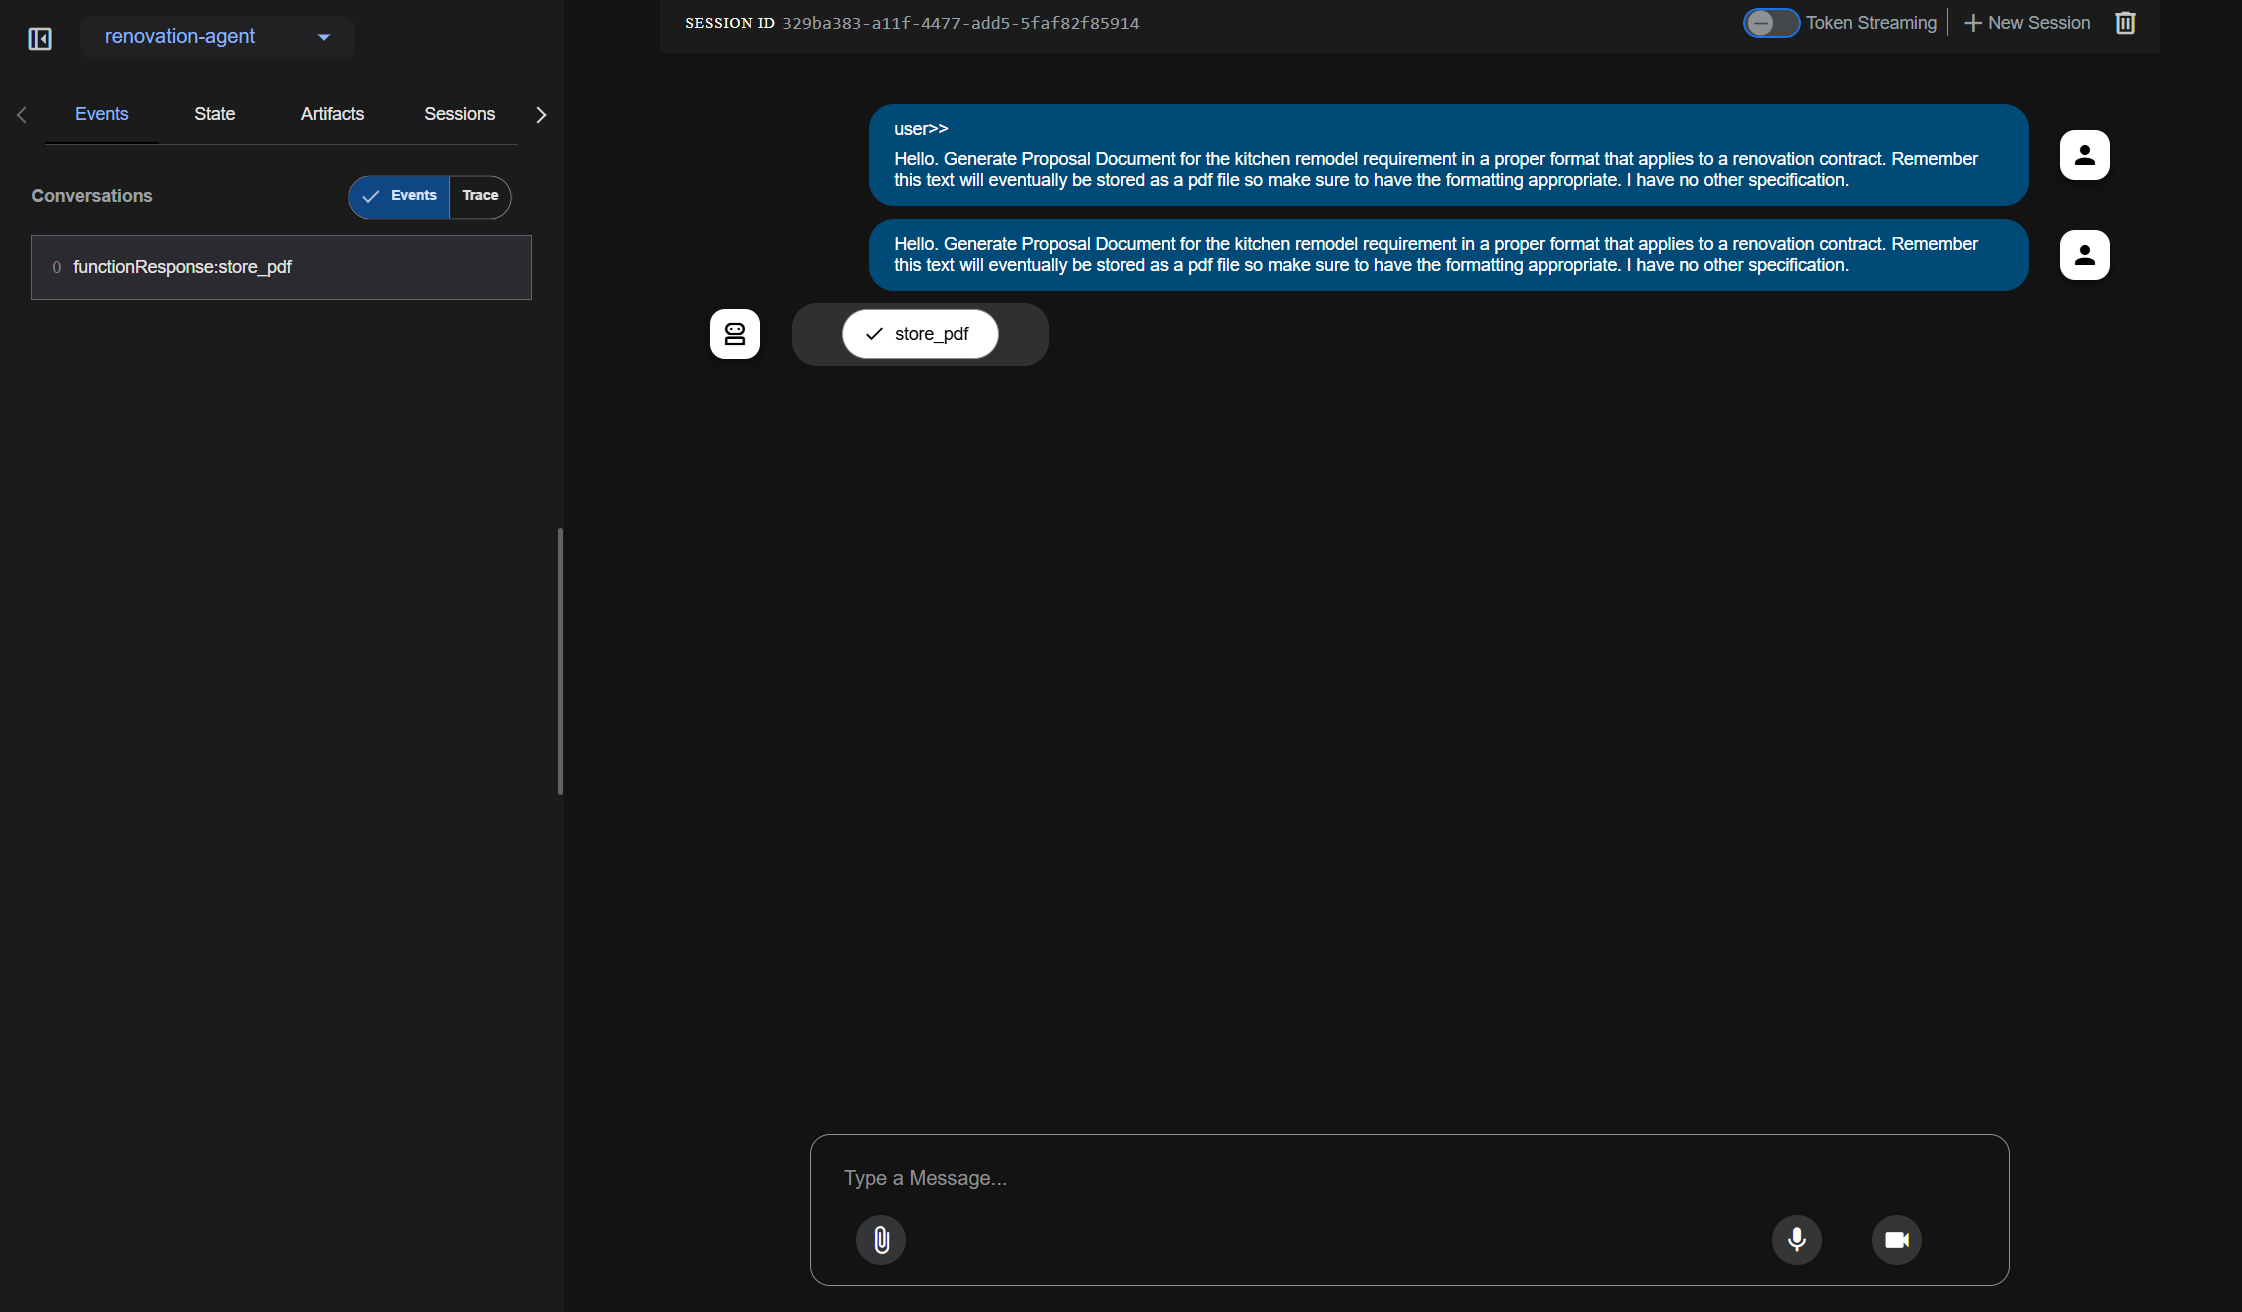 renovation-agent
SESSION ID 329ba383-a11f-4477-add5-5faf82f85914
Token Streaming
New Session
Events
State
Artifacts
Sessions
Conversations
Events
Trace
0 functionResponse:store_pdf
user>>
Hello. Generate Proposal Document for the kitchen remodel requirement in a proper format that applies to a renovation contract. Remember
this text will eventually be stored as a pdf file so make sure to have the formatting appropriate. I have no other specification.
Hello. Generate Proposal Document for the kitchen remodel requirement in a proper format that applies to a renovation contract. Remember
this text will eventually be stored as a pdf file so make sure to have the formatting appropriate. I have no other specification.
store_pdf
Type a Message...